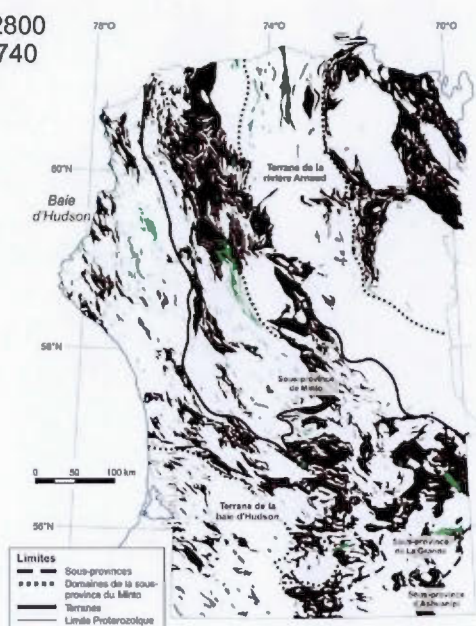 2800
740
78°O
74°O
70°O
60°N
Baie
d'Hudson
Terrane de la
rivière Arnaud
58°N
Sous-province
de Minto
0 50 100 km
Terrane de la
baie d'Hudson
56°N
Sous-province
de La Grande
Sous-province
d'Ashuanipi
Limites
Sous-provinces
Domaines de la sous-
province du Minto
Terranes
Limite Protérozoïque